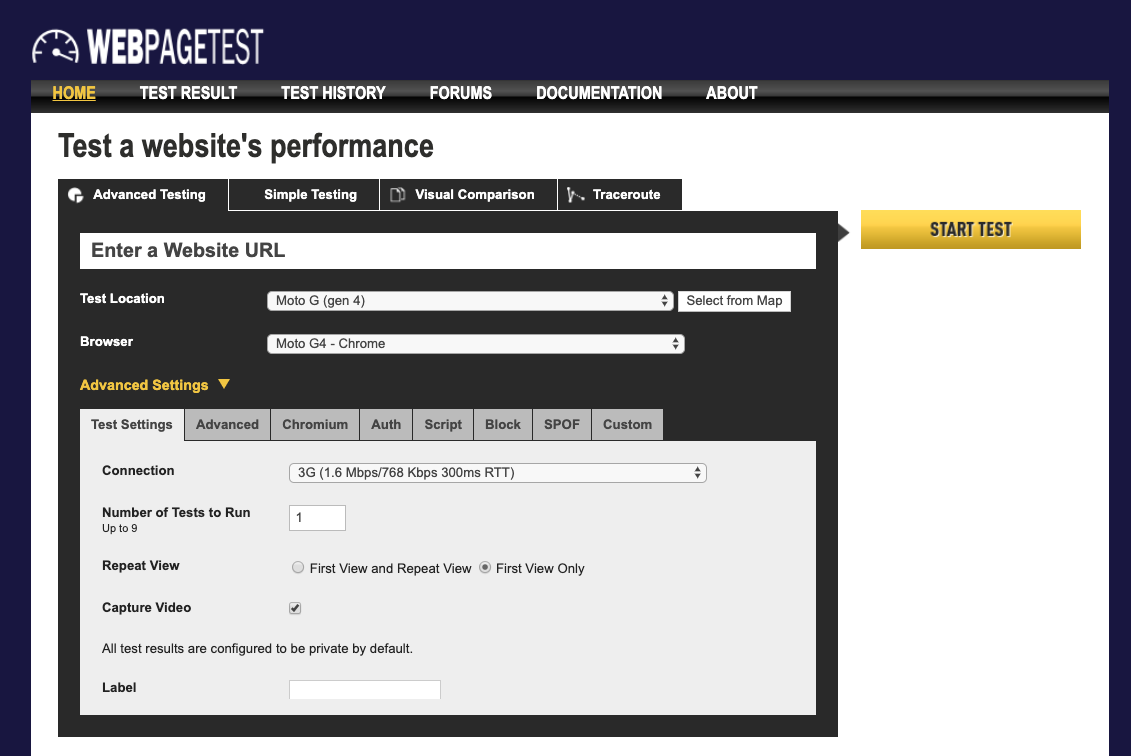 WEBPAGETEST
HOME TEST RESULT TEST HISTORY FORUMS DOCUMENTATION ABOUT
Test a website's performance
Advanced Testing Simple Testing Visual Comparison Traceroute
START TEST
Enter a Website URL
Test Location Moto G (gen 4) Select from Map
Browser Moto G4 - Chrome
Advanced Settings
Test Settings Advanced Chromium Auth Script Block SPOF Custom
Connection 3G (1.6 Mbps/768 Kbps 300ms RTT)
Number of Tests to Run 1
Up to 9
Repeat View First View and Repeat View First View Only
Capture Video
All test results are configured to be private by default.
Label